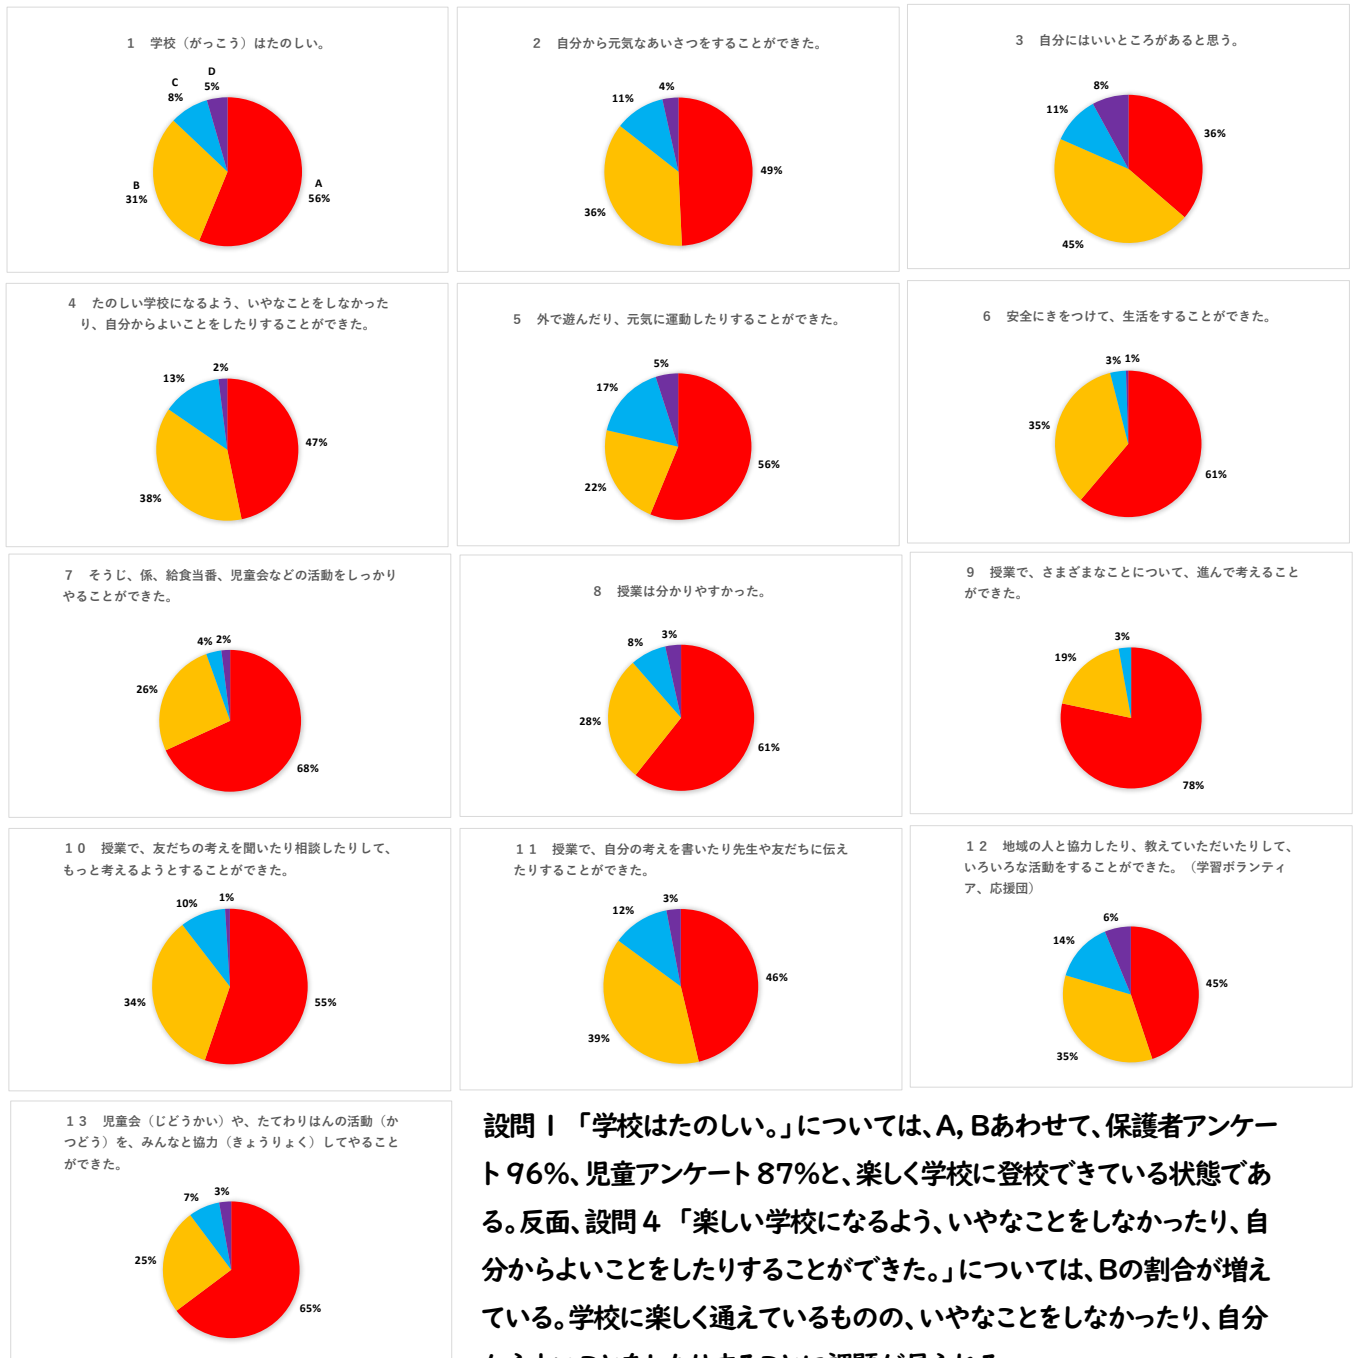 1　学校（がっこう）はたのしい。
D
5%
C
8%
B
31%
A
56%
2　自分から元気なあいさつをすることができた。
4%
11%
49%
36%
3　自分にはいいところがあると思う。
8%
11%
36%
45%
4　たのしい学校になるよう、いやなことをしなかった
り、自分からよいことをしたりすることができた。
2%
13%
47%
38%
5　外で遊んだり、元気に運動したりすることができた。
5%
17%
56%
22%
6　安全にきをつけて、生活をすることができた。
3% 1%
35%
61%
7　そうじ、係、給食当番、児童会などの活動をしっかり
やることができた。
4% 2%
26%
68%
8　授業は分かりやすかった。
3%
8%
28%
61%
9　授業で、さまざまなことについて、進んで考えること
ができた。
3%
19%
78%
１０　授業で、友だちの考えを聞いたり相談したりして、
もっと考えるようとすることができた。
1%
10%
34%
55%
１１　授業で、自分の考えを書いたり先生や友だちに伝え
たりすることができた。
3%
12%
46%
39%
１２　地域の人と協力したり、教えていただいたりして、
いろいろな活動をすることができた。（学習ボランティ
ア、応援団）
6%
14%
45%
35%
１３　児童会（じどうかい）や、たてわりはんの活動（か
つどう）を、みんなと協力（きょうりょく）してやること
ができた。
3%
7%
25%
65%
設問１「学校はたのしい。」については、A，Bあわせて、保護者アンケー
ト96%、児童アンケート87%と、楽しく学校に登校できている状態であ
る。反面、設問４「楽しい学校になるよう、いやなことをしなかったり、自
分からよいことをしたりすることができた。」については、Bの割合が増え
ている。学校に楽しく通えているものの、いやなことをしなかったり、自分